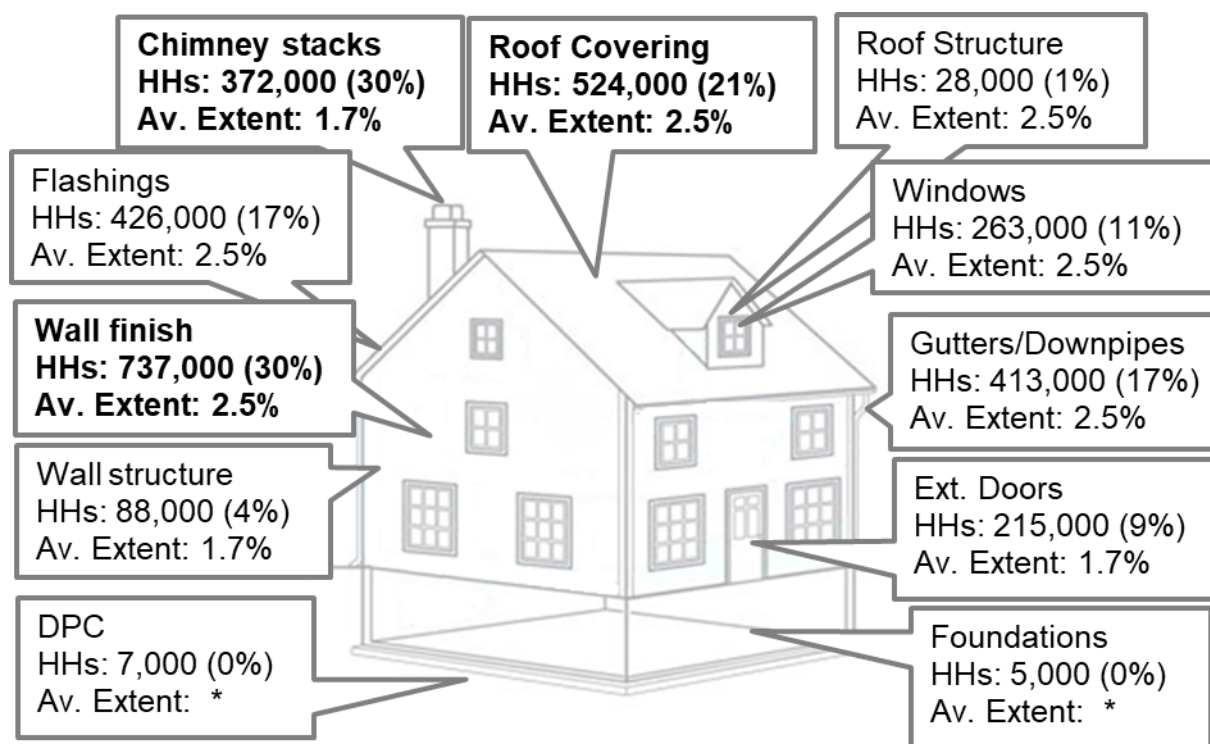 Chimney stacks
HHs: 372,000 (30%)
Av. Extent: 1.7%
Roof Covering
HHs: 524,000 (21%)
Av. Extent: 2.5%
Roof Structure
HHs: 28,000 (1%)
Av. Extent: 2.5%
Flashings
HHs: 426,000 (17%)
Av. Extent: 2.5%
Windows
HHs: 263,000 (11%)
Av. Extent: 2.5%
Wall finish
HHs: 737,000 (30%)
Av. Extent: 2.5%
Gutters/Downpipes
HHs: 413,000 (17%)
Av. Extent: 2.5%
Wall structure
HHs: 88,000 (4%)
Av. Extent: 1.7%
Ext. Doors
HHs: 215,000 (9%)
Av. Extent: 1.7%
DPC
HHs: 7,000 (0%)
Av. Extent: *
Foundations
HHs: 5,000 (0%)
Av. Extent: *